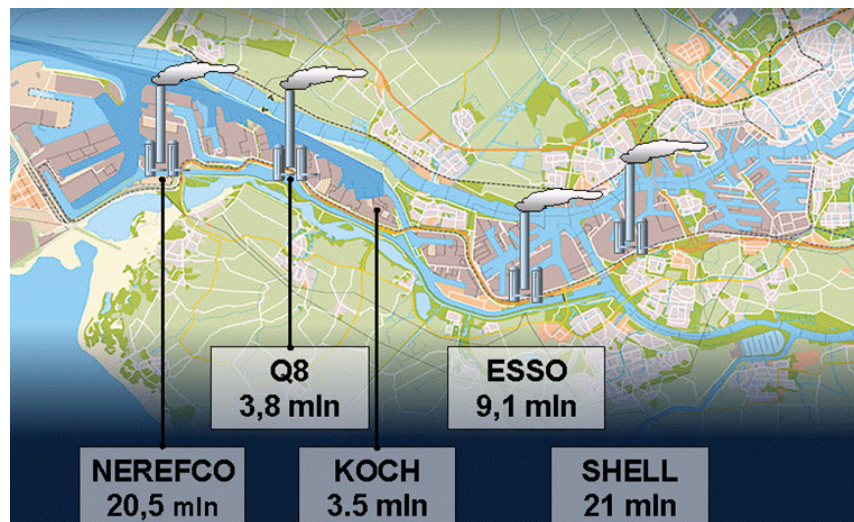 Q8
3,8 mln
ESSO
9,1 mln
NEREFCO
20,5 mln
KOCH
3.5 mln
SHELL
21 mln